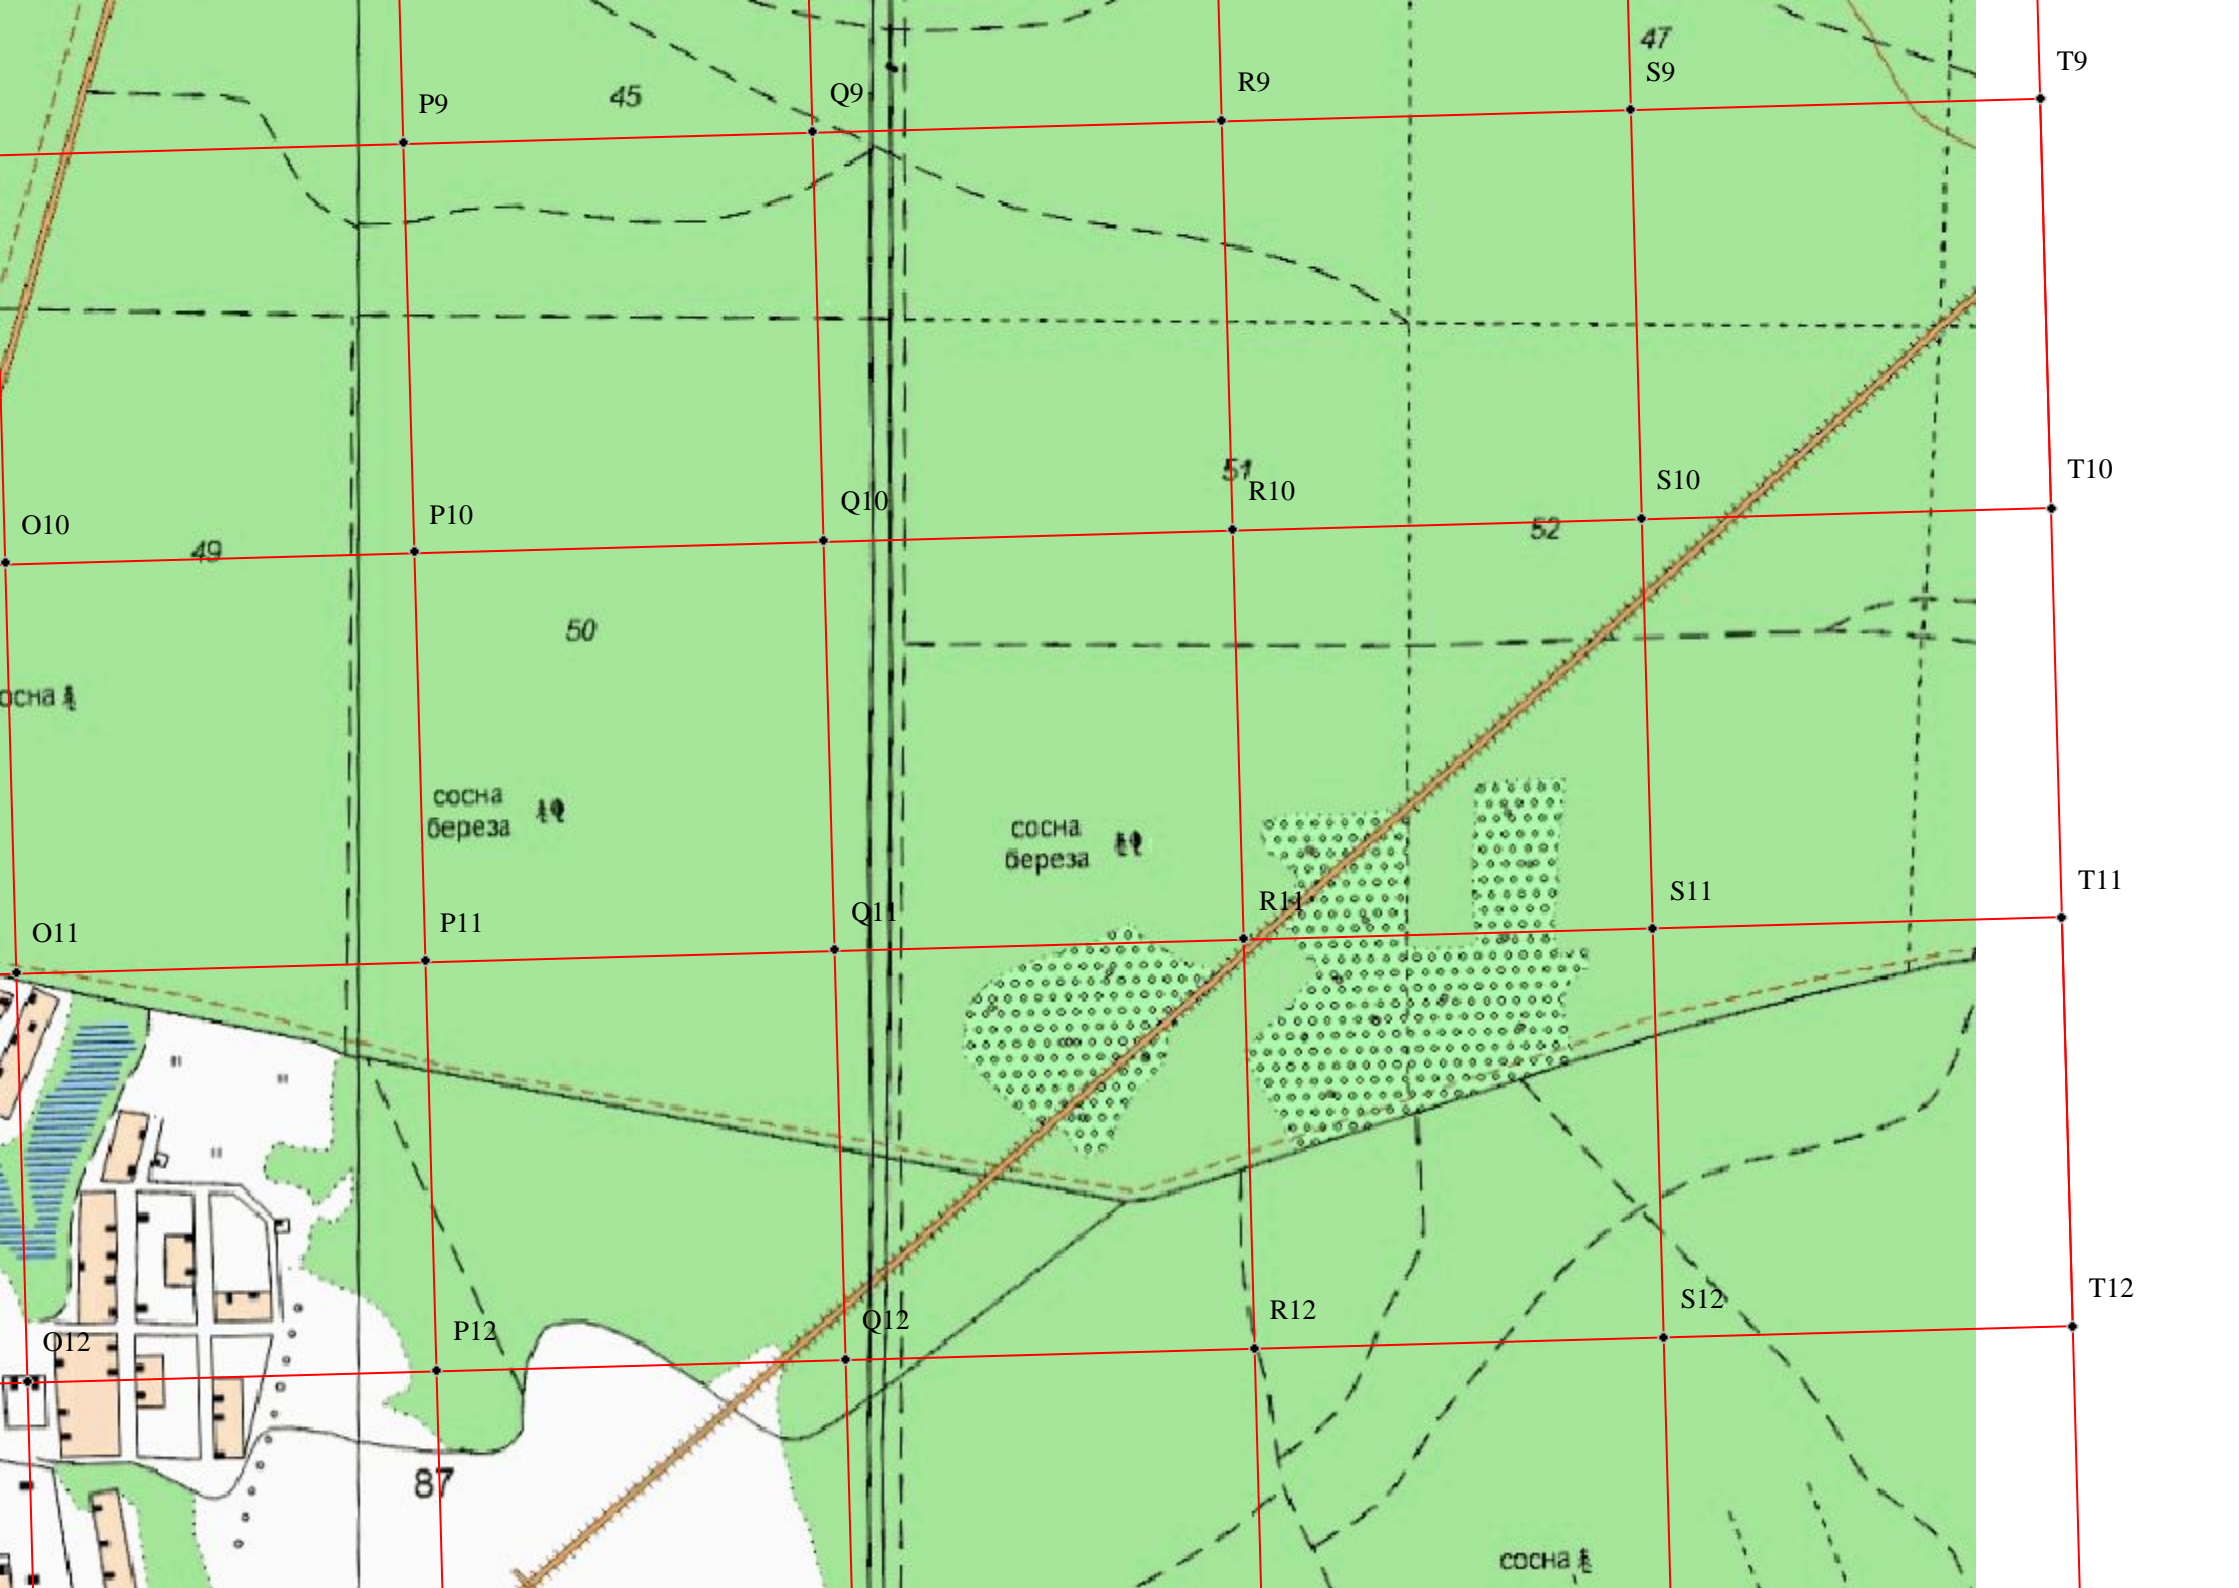 47
T9
S9
R9
Q9
45
P9
T10
51
S10
R10
Q10
52
P10
O10
49
50
осна
сосна
береза
сосна
береза
T11
S11
R11
Q11
P11
O11
T12
S12
R12
Q12
P12
O12
87
сосна